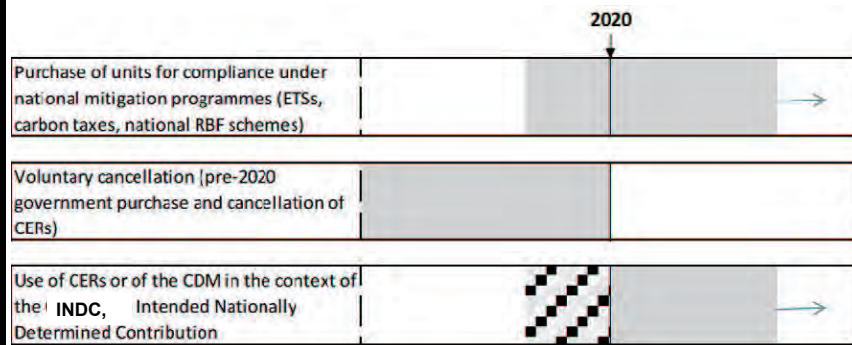 2020
Purchase of units for compliance under
national mitigation programmes (ETSs,
carbon taxes, national RBF schemes)
Voluntary cancellation (pre-2020
government purchase and cancellation of
CERs)
Use of CERs or of the CDM in the context of
the INDC, Intended Nationally
Determined Contribution